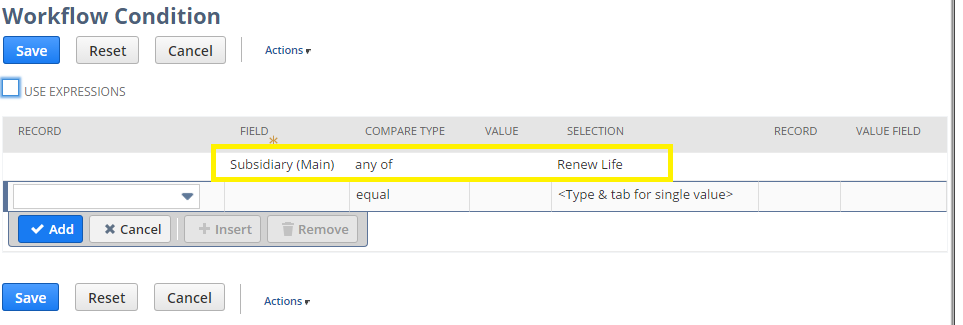 Workflow Condition
Save Reset Cancel Actions
USE EXPRESSIONS
RECORD FIELD * COMPARE TYPE VALUE SELECTION RECORD VALUE FIELD
Subsidiary (Main) any of Renew Life
equal <Type & tab for single value>
Add Cancel Insert Remove
Save Reset Cancel Actions